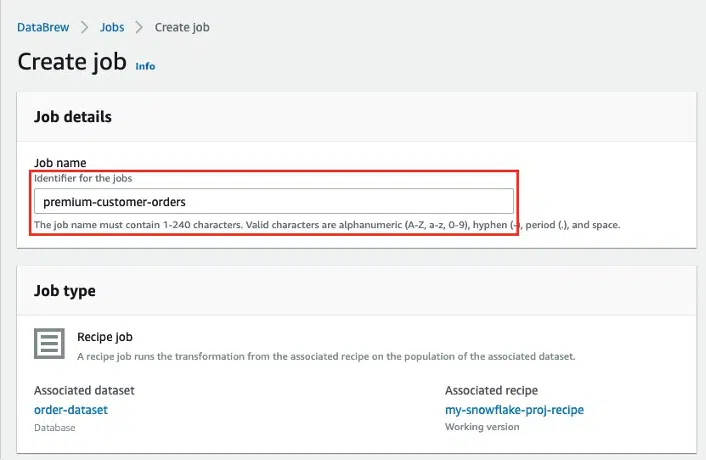 DataBrew > Jobs > Create job
Create job Info
Job details
Job name
Identifier for the jobs
premium-customer-orders
The job name must contain 1-240 characters. Valid characters are alphanumeric (A-Z, a-z, 0-9), hyphen (-), period (.), and space.
Job type
Recipe job
A recipe job runs the transformation from the associated recipe on the population of the associated dataset.
Associated dataset Associated recipe
order-dataset my-snowflake-proj-recipe
Database Working version